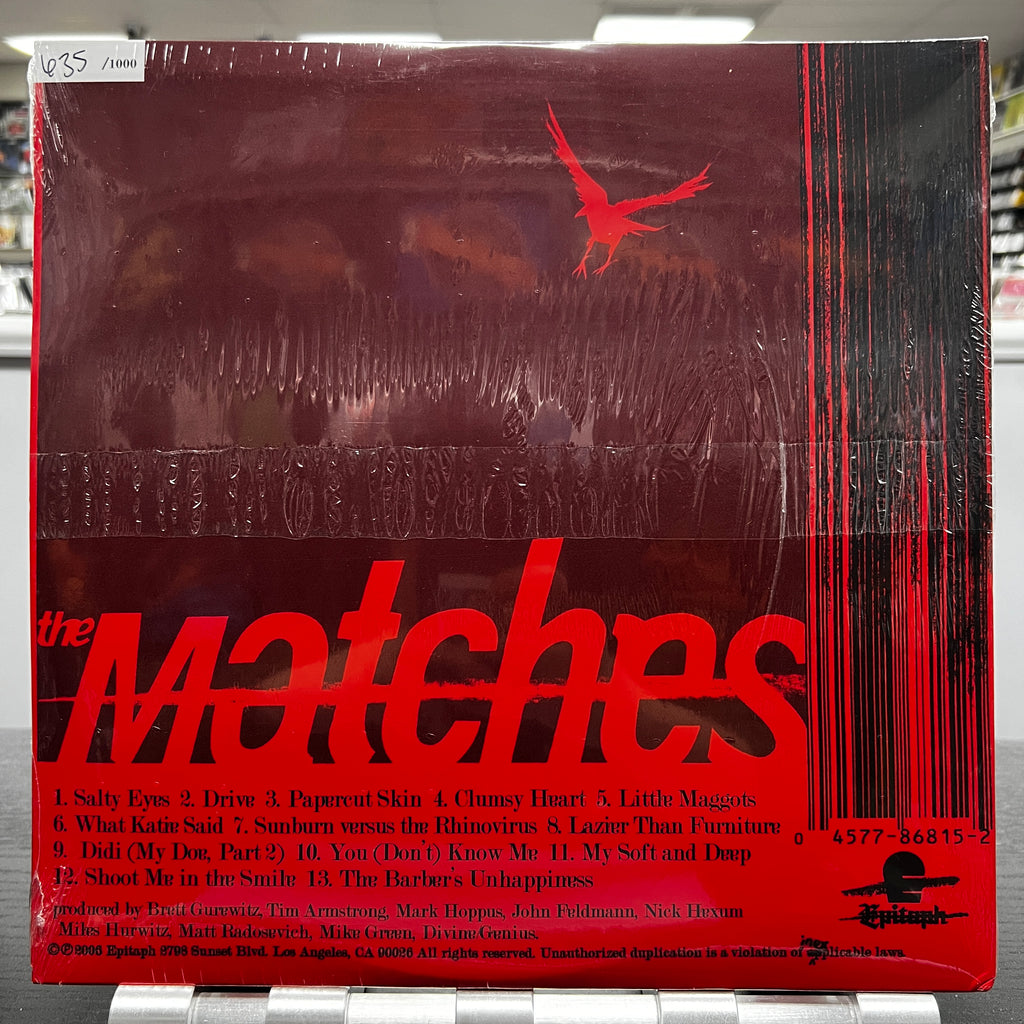 635 /1000
the Matches
1. Salty Eyes 2. Drive 3. Papercut Skin 4. Clumsy Heart 5. Little Maggots
6. What Katie Said 7. Sunburn versus the Rhinovirus 8. Lazier Than Furniture
9. Didi (My Doe, Part 2) 10. You (Don't) Know Me 11. My Soft and Deep
12. Shoot Me in the Smile 13. The Barber's Unhappiness
produced by Brett Gurewitz, Tim Armstrong, Mark Hoppus, John Feldmann, Nick Hexum
Miles Hurwitz, Matt Radosevich, Mike Green, DivineGenius.
©℗2006 Epitaph 2798 Sunset Blvd. Los Angeles, CA 90026 All rights reserved. Unauthorized duplication is a violation of applicable laws
inex
0 4577-86815-2
Epitaph